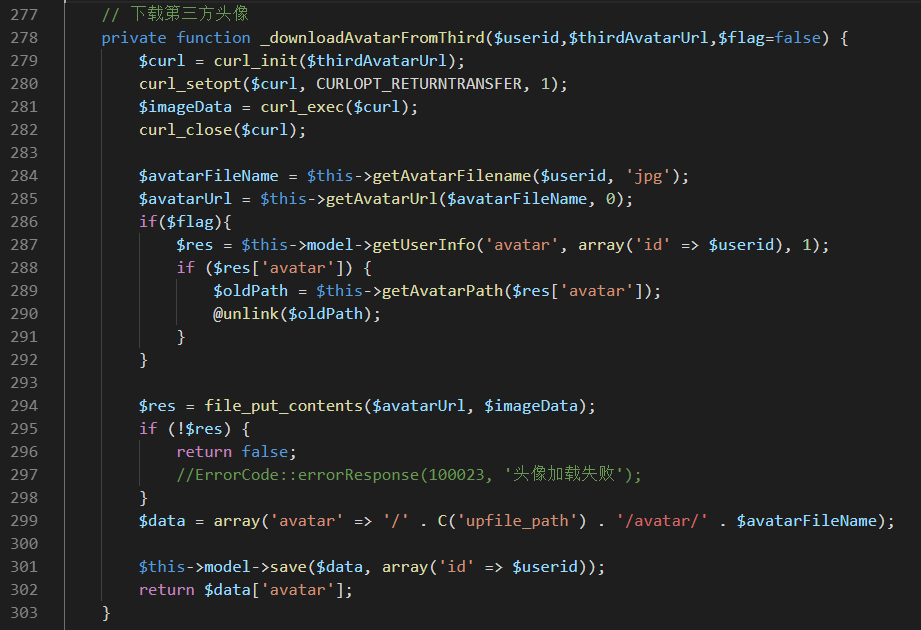 277 // 下载第三方头像
278 private function _downloadAvatarFromThird($userid,$thirdAvatarUrl,$flag=false) {
279 $curl = curl_init($thirdAvatarUrl);
280 curl_setopt($curl, CURLOPT_RETURNTRANSFER, 1);
281 $imageData = curl_exec($curl);
282 curl_close($curl);
283
284 $avatarFileName = $this->getAvatarFilename($userid, 'jpg');
285 $avatarUrl = $this->getAvatarUrl($avatarFileName, 0);
286 if($flag){
287 $res = $this->model->getUserInfo('avatar', array('id' => $userid), 1);
288 if ($res['avatar']) {
289 $oldPath = $this->getAvatarPath($res['avatar']);
290 @unlink($oldPath);
291 }
292 }
293
294 $res = file_put_contents($avatarUrl, $imageData);
295 if (!$res) {
296 return false;
297 //ErrorCode::errorResponse(100023, '头像加载失败');
298 }
299 $data = array('avatar' => '/' . C('upfile_path') . '/avatar/' . $avatarFileName);
300
301 $this->model->save($data, array('id' => $userid));
302 return $data['avatar'];
303 }